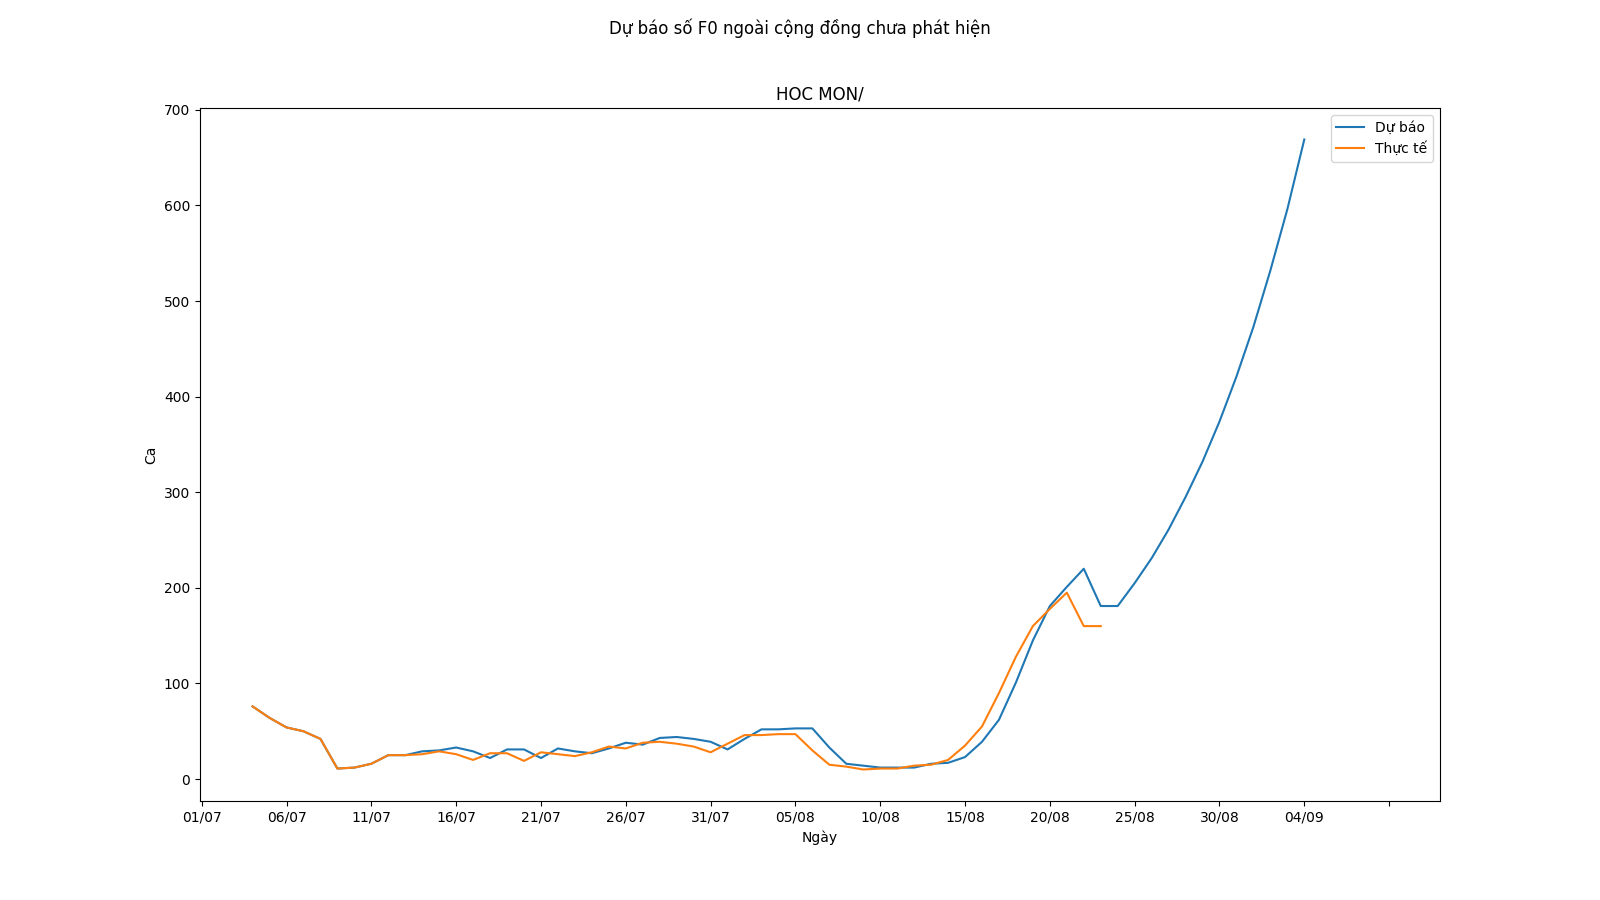 Dự báo số F0 ngoài cộng đồng chưa phát hiện
HOC MON/
700
600
500
400
300
200
100
0
Ca
Dự báo
Thực tế
01/07 06/07 11/07 16/07 21/07 26/07 31/07 05/08 10/08 15/08 20/08 25/08 30/08 04/09
Ngày